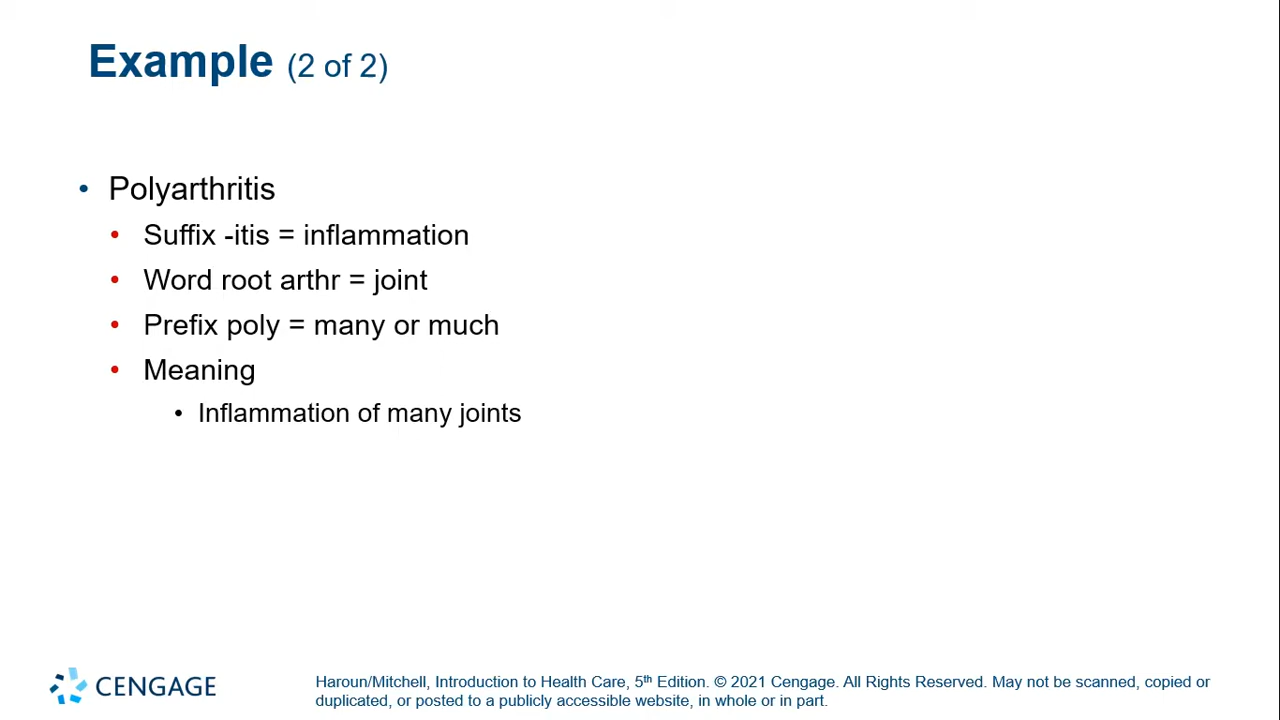 Example (2 of 2)
• Polyarthritis
• Suffix -itis = inflammation
• Word root arthr = joint
• Prefix poly = many or much
• Meaning
• Inflammation of many joints
CENGAGE
Haroun/Mitchell, Introduction to Health Care, 5th Edition. © 2021 Cengage. All Rights Reserved. May not be scanned, copied or
duplicated, or posted to a publicly accessible website, in whole or in part.